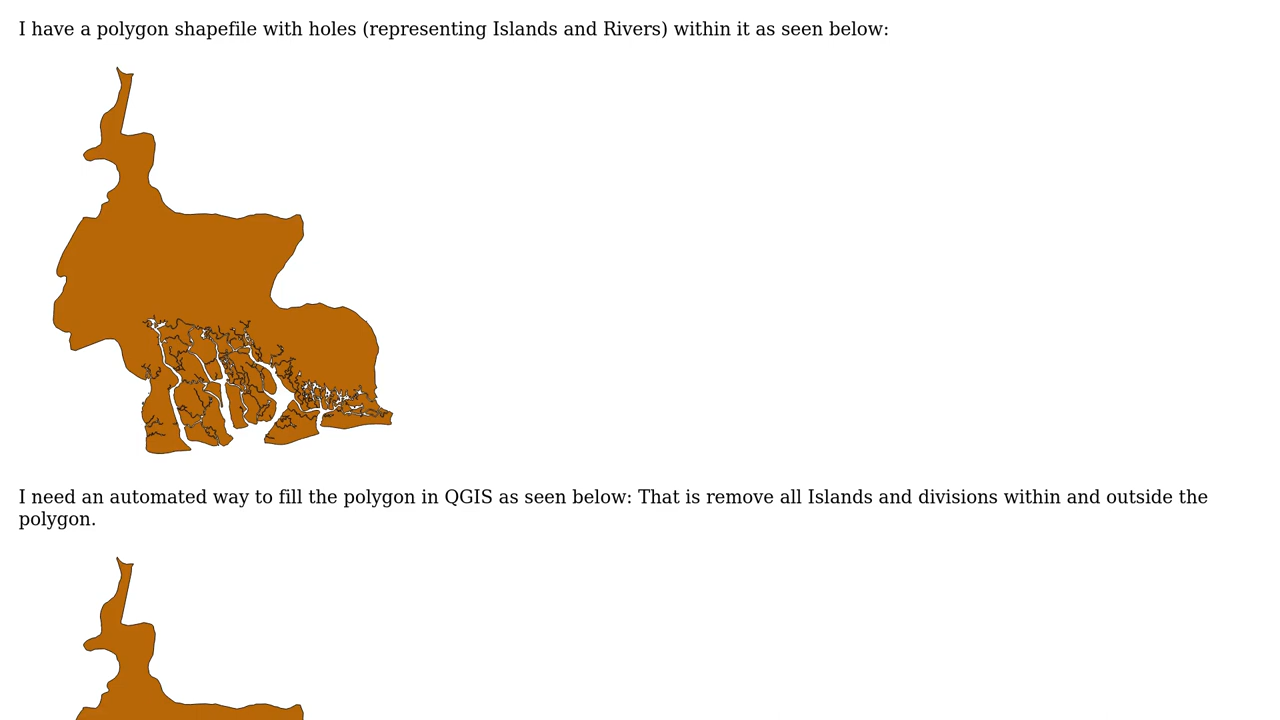 I have a polygon shapefile with holes (representing Islands and Rivers) within it as seen below:
I need an automated way to fill the polygon in QGIS as seen below: That is remove all Islands and divisions within and outside the
polygon.